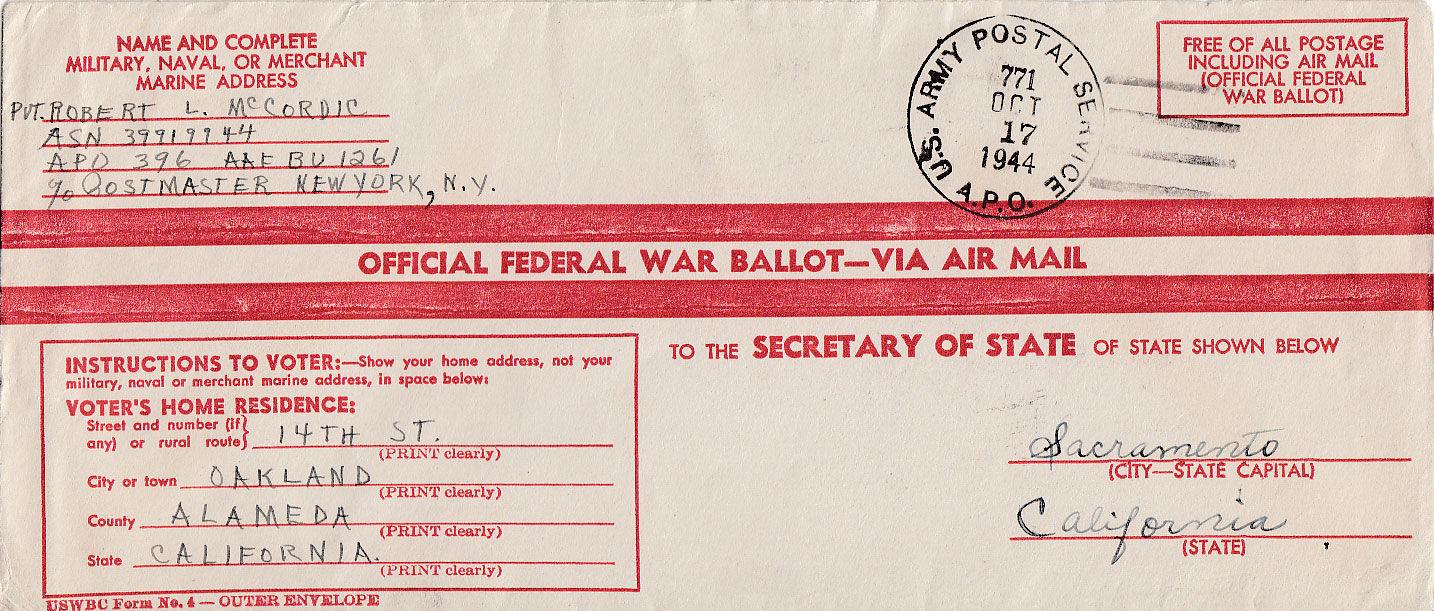 NAME AND COMPLETE
MILITARY, NAVAL, OR MERCHANT
MARINE ADDRESS
PVT. ROBERT L. McCORDIC
ASN 39919944
APO 396 AAF BU 1261
c/o POSTMASTER NEW YORK, N.Y.
U.S. ARMY POSTAL SERVICE
771
OCT
17
1944
A.P.O.
FREE OF ALL POSTAGE
INCLUDING AIR MAIL
(OFFICIAL FEDERAL
WAR BALLOT)
OFFICIAL FEDERAL WAR BALLOT—VIA AIR MAIL
INSTRUCTIONS TO VOTER:—Show your home address, not your
military, naval or merchant marine address, in space below:
VOTER'S HOME RESIDENCE:
Street and number (if
any) or rural route} 14TH ST.
(PRINT clearly)
City or town OAKLAND
(PRINT clearly)
County ALAMEDA
(PRINT clearly)
State CALIFORNIA.
(PRINT clearly)
USWBC Form No. 4 — OUTER ENVELOPE
TO THE SECRETARY OF STATE OF STATE SHOWN BELOW
Sacramento
(CITY—STATE CAPITAL)
California
(STATE)